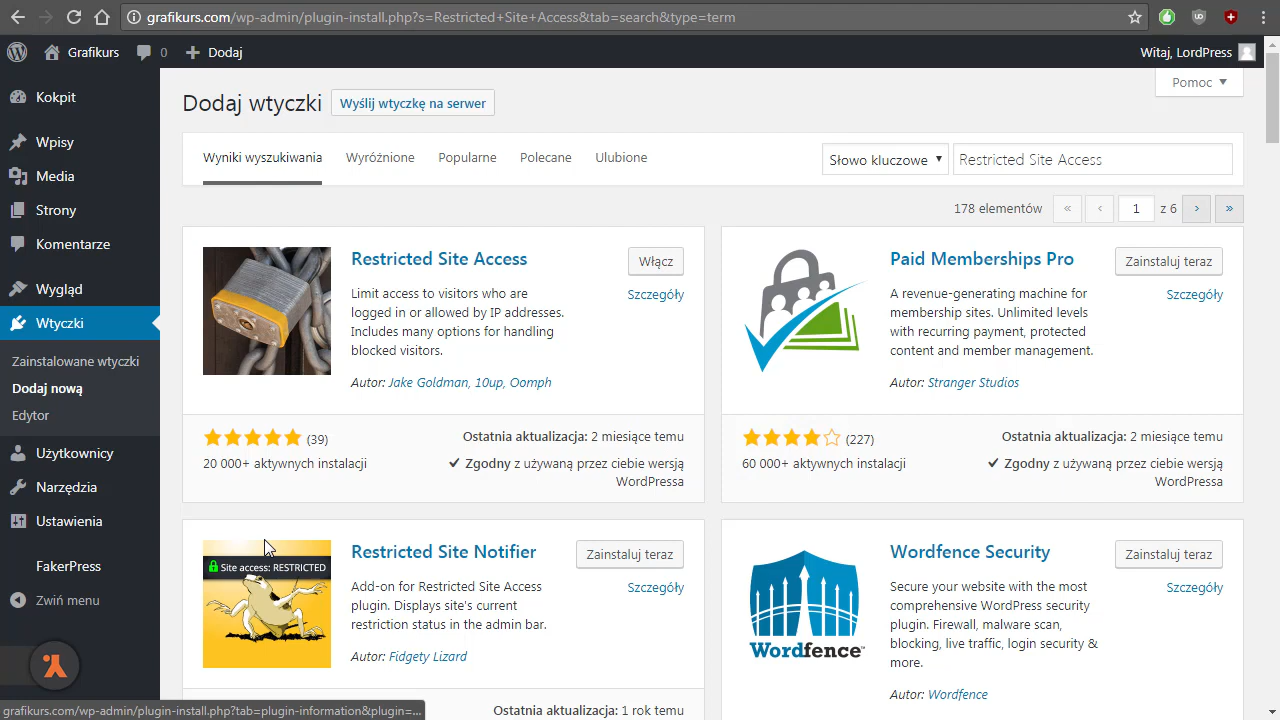 grafikurs.com/wp-admin/plugin-install.php?s=Restricted+Site+Access&tab=search&type=term
Grafikurs
0
Dodaj
Witaj, LordPress
Kokpit
Wpisy
Media
Strony
Komentarze
Wygląd
Wtyczki
Zainstalowane wtyczki
Dodaj nową
Edytor
Użytkownicy
Narzędzia
Ustawienia
FakerPress
Zwiń menu
Pomoc
Dodaj wtyczki
Wyślij wtyczkę na serwer
Wyniki wyszukiwania
Wyróżnione
Popularne
Polecane
Ulubione
Słowo kluczowe
Restricted Site Access
178 elementów
«
‹
1
z 6
›
»
Restricted Site Access
Włącz
Szczegóły
Limit access to visitors who are
logged in or allowed by IP addresses.
Includes many options for handling
blocked visitors.
Autor: Jake Goldman, 10up, Oomph
(39)
20 000+ aktywnych instalacji
Ostatnia aktualizacja: 2 miesiące temu
Zgodny z używaną przez ciebie wersją
WordPressa
Paid Memberships Pro
Zainstaluj teraz
Szczegóły
A revenue-generating machine for
membership sites. Unlimited levels
with recurring payment, protected
content and member management.
Autor: Stranger Studios
(227)
60 000+ aktywnych instalacji
Ostatnia aktualizacja: 2 miesiące temu
Zgodny z używaną przez ciebie wersją
WordPressa
Site access: RESTRICTED
Restricted Site Notifier
Zainstaluj teraz
Szczegóły
Add-on for Restricted Site Access
plugin. Displays site's current
restriction status in the admin bar.
Autor: Fidgety Lizard
Ostatnia aktualizacja: 1 rok temu
Wordfence
Wordfence Security
Zainstaluj teraz
Szczegóły
Secure your website with the most
comprehensive WordPress security
plugin. Firewall, malware scan,
blocking, live traffic, login security &
more.
Autor: Wordfence
grafikurs.com/wp-admin/plugin-install.php?tab=plugin-information&plugin=...